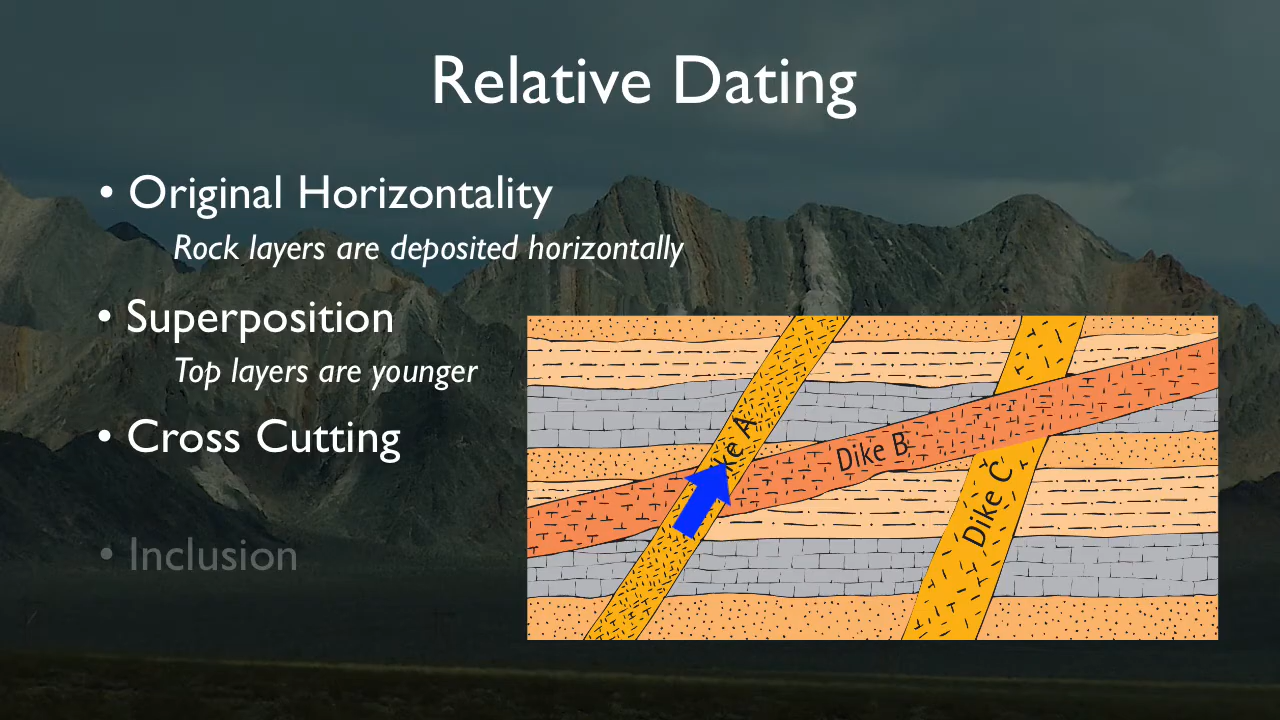 Relative Dating
• Original Horizontality
Rock layers are deposited horizontally
• Superposition
Top layers are younger
• Cross Cutting
• Inclusion
ke A
Dike B
Dike C